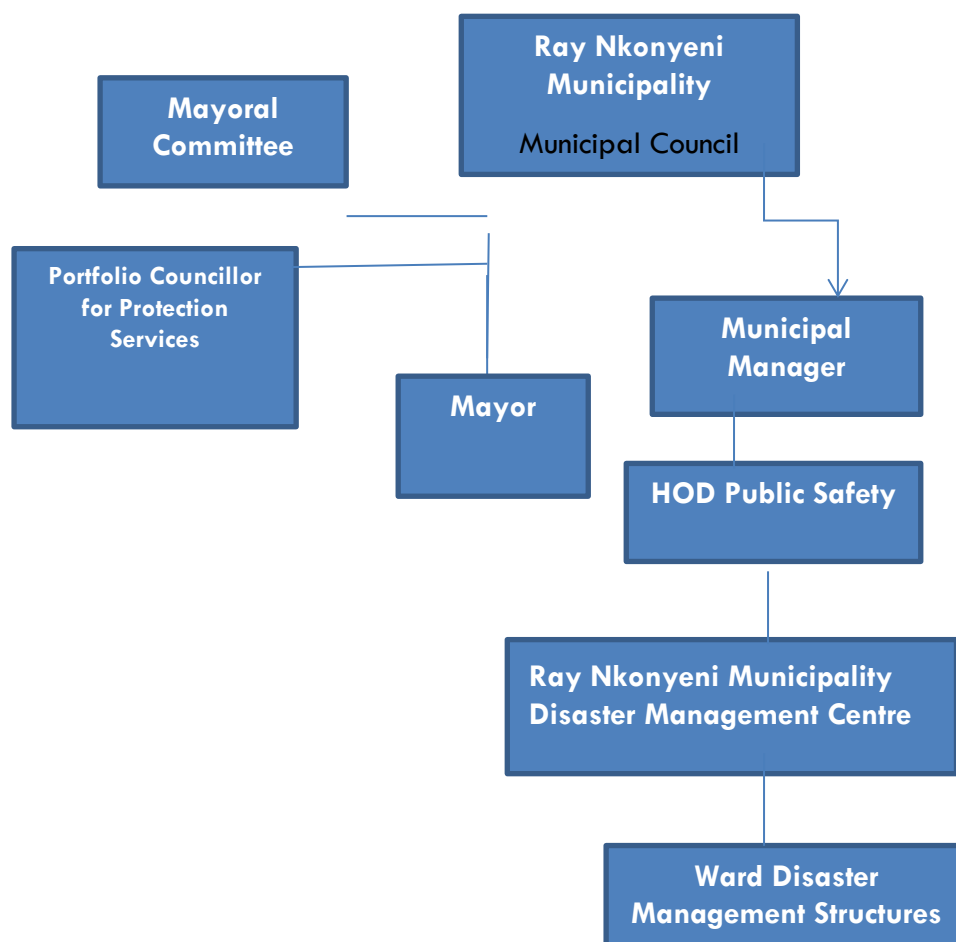 Ray Nkonyeni
Municipality
Municipal Council
Mayoral
Committee
Portfolio Councillor
for Protection
Services
Municipal
Manager
Mayor
HOD Public Safety
Ray Nkonyeni Municipality
Disaster Management Centre
Ward Disaster
Management Structures